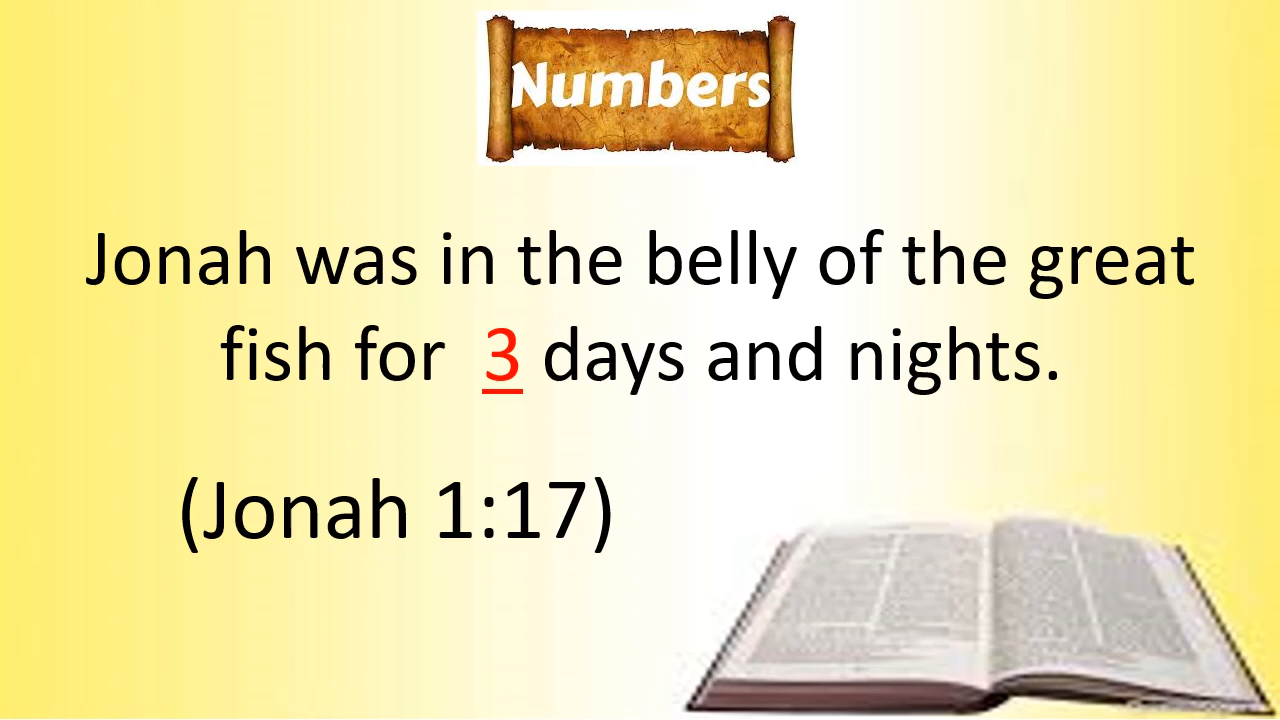 Numbers
Jonah was in the belly of the great
fish for 3 days and nights.
(Jonah 1:17)